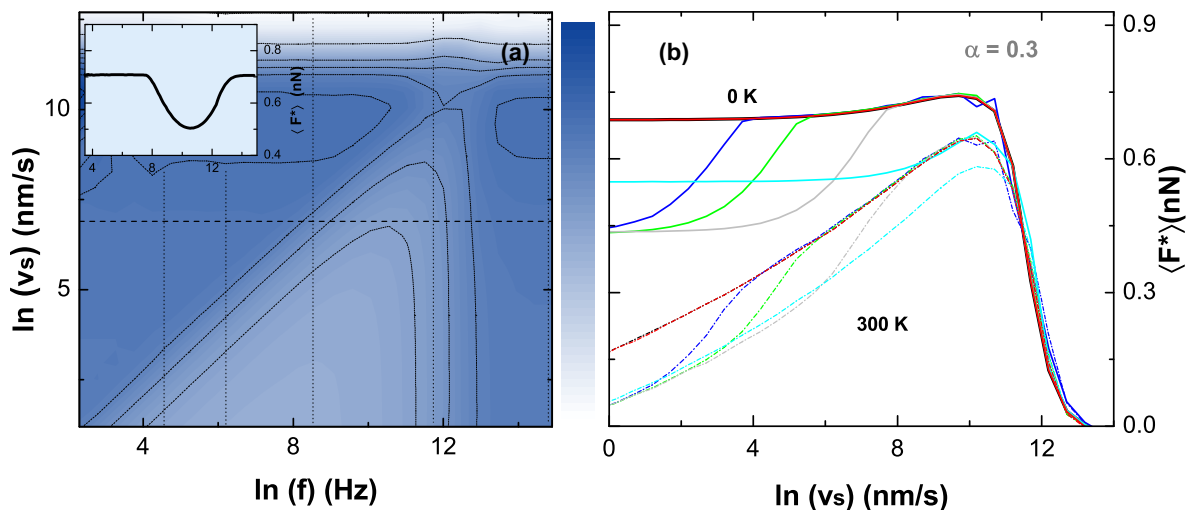 (a)
0.8
0.6
0.4
⟨ F* ⟩ (nN)
4
8
12
10
5
ln (vs) (nm/s)
4
8
12
ln (f) (Hz)
(b)
α = 0.3
0 K
300 K
0.9
0.6
0.3
0.0
⟨F*⟩(nN)
0
4
8
12
ln (vs) (nm/s)